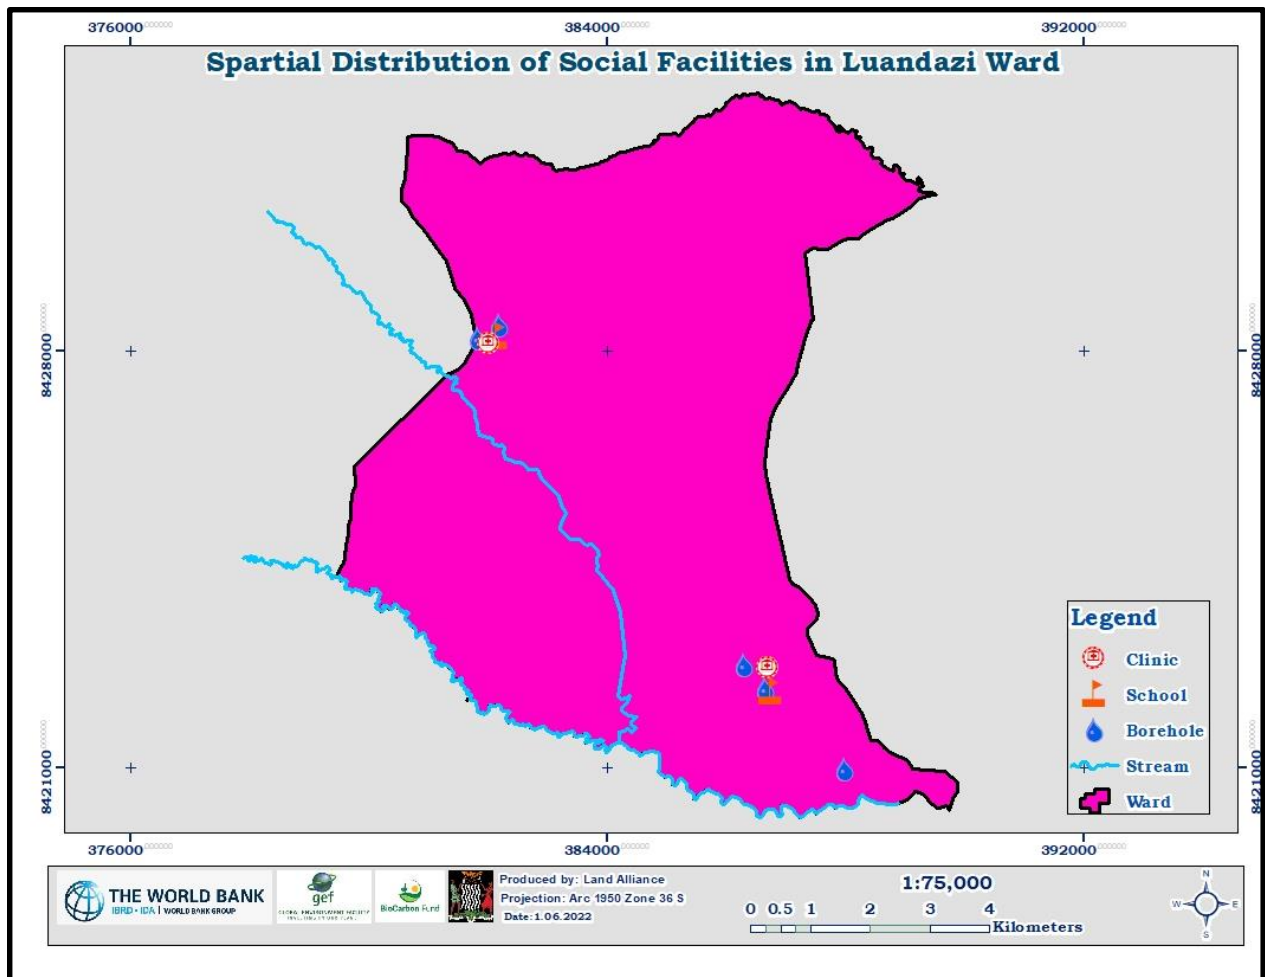 376000 384000 392000
Spartial Distribution of Social Facilities in Luandazi Ward
8428000 8428000
Legend
Clinic
School
Borehole
Stream
Ward
8421000 8421000
376000 384000 392000
THE WORLD BANK
IBRD • IDA | WORLD BANK GROUP
gef
GLOBAL ENVIRONMENT FACILITY
BioCarbon Fund
Produced by: Land Alliance
Projection: Arc 1950 Zone 36 S
Date: 1.06.2022
1:75,000
0 0.5 1 2 3 4
Kilometers
N
W E
S